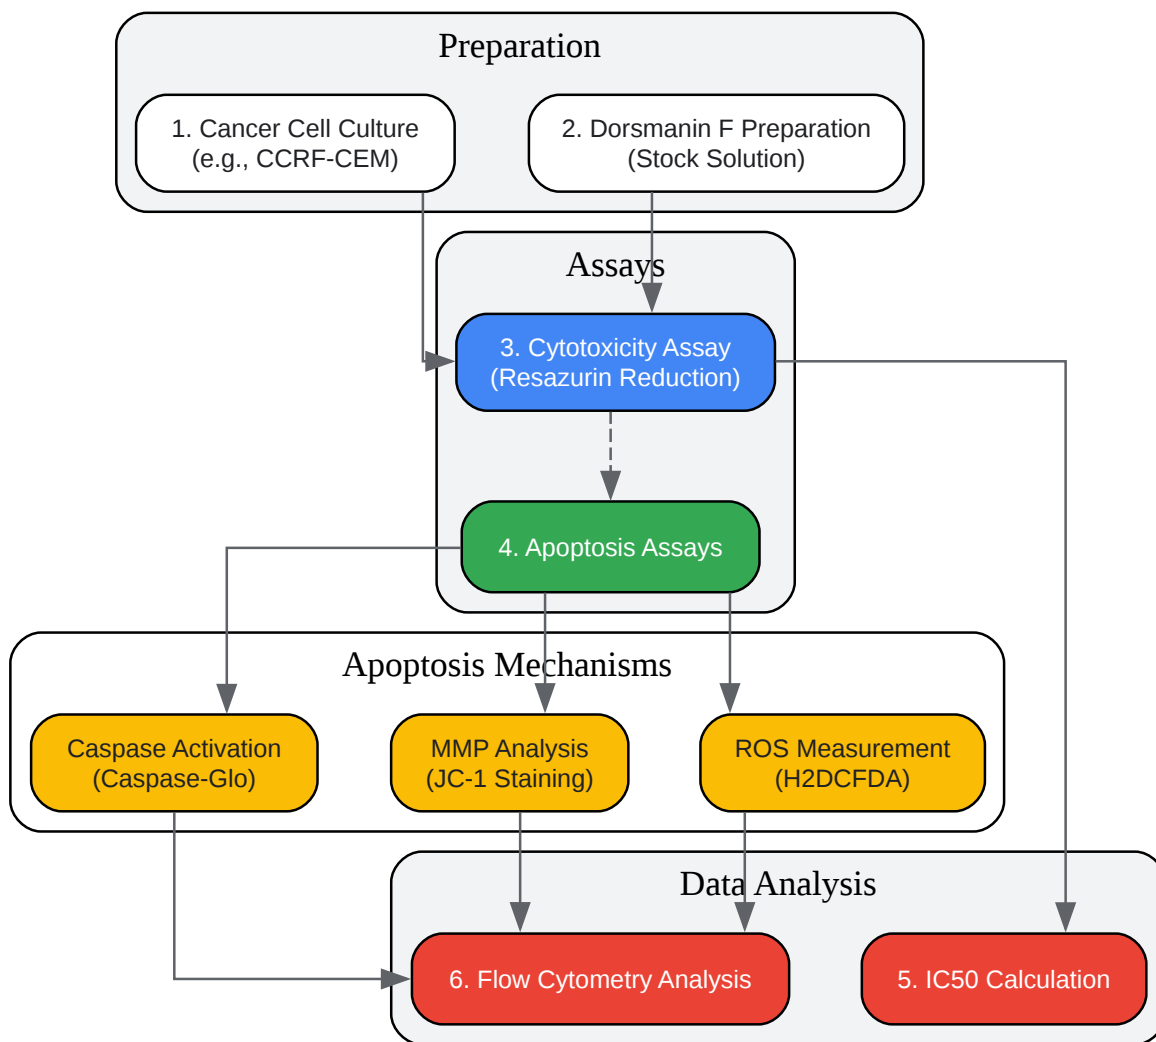 Preparation
1. Cancer Cell Culture
(e.g., CCRF-CEM)
2. Dorsmanin F Preparation
(Stock Solution)
Assays
3. Cytotoxicity Assay
(Resazurin Reduction)
4. Apoptosis Assays
Apoptosis Mechanisms
Caspase Activation
(Caspase-Glo)
MMP Analysis
(JC-1 Staining)
ROS Measurement
(H2DCFDA)
Data Analysis
6. Flow Cytometry Analysis
5. IC50 Calculation